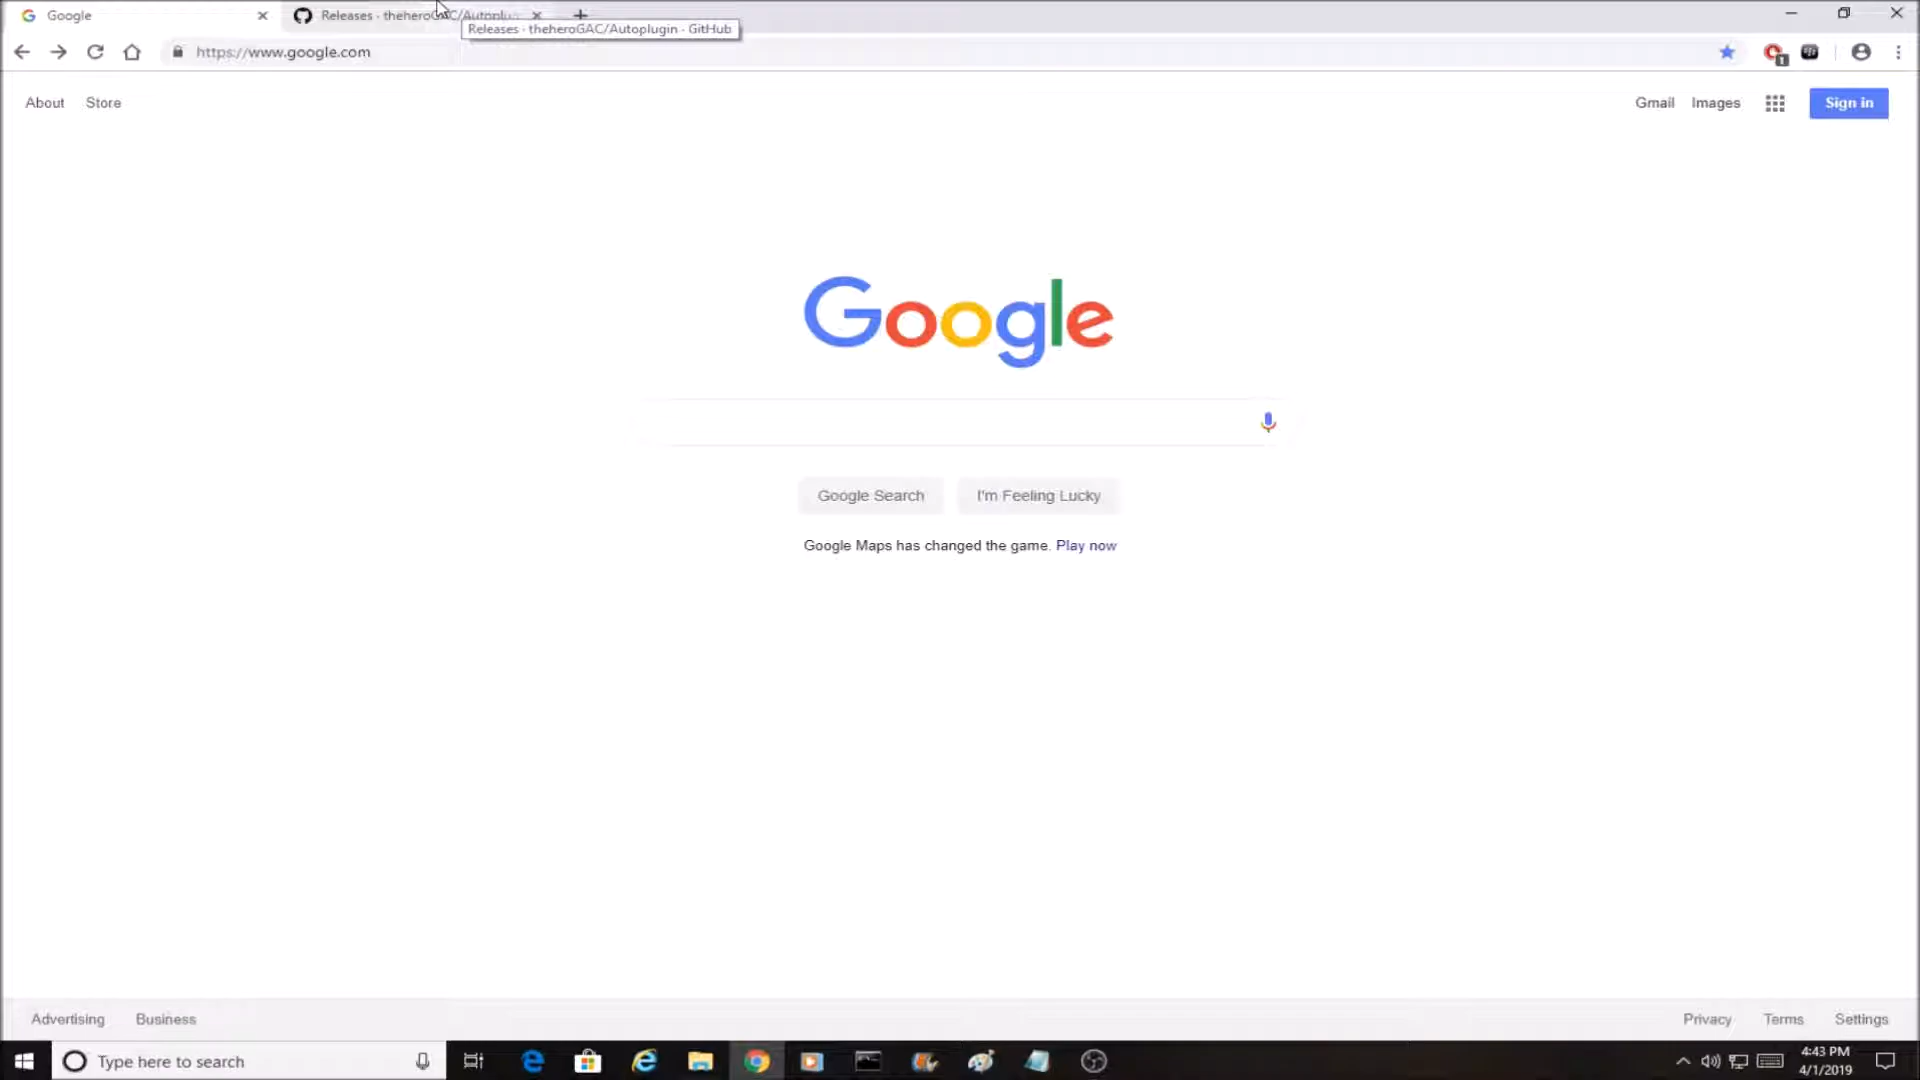 Google
Releases · theheroGAC/Autoplu
Releases · theheroGAC/Autoplugin · GitHub
https://www.google.com
1
About Store
Gmail Images Sign in
Google
Google Search I'm Feeling Lucky
Google Maps has changed the game. Play now
Advertising Business
Privacy Terms Settings
Type here to search
4:43 PM
4/1/2019